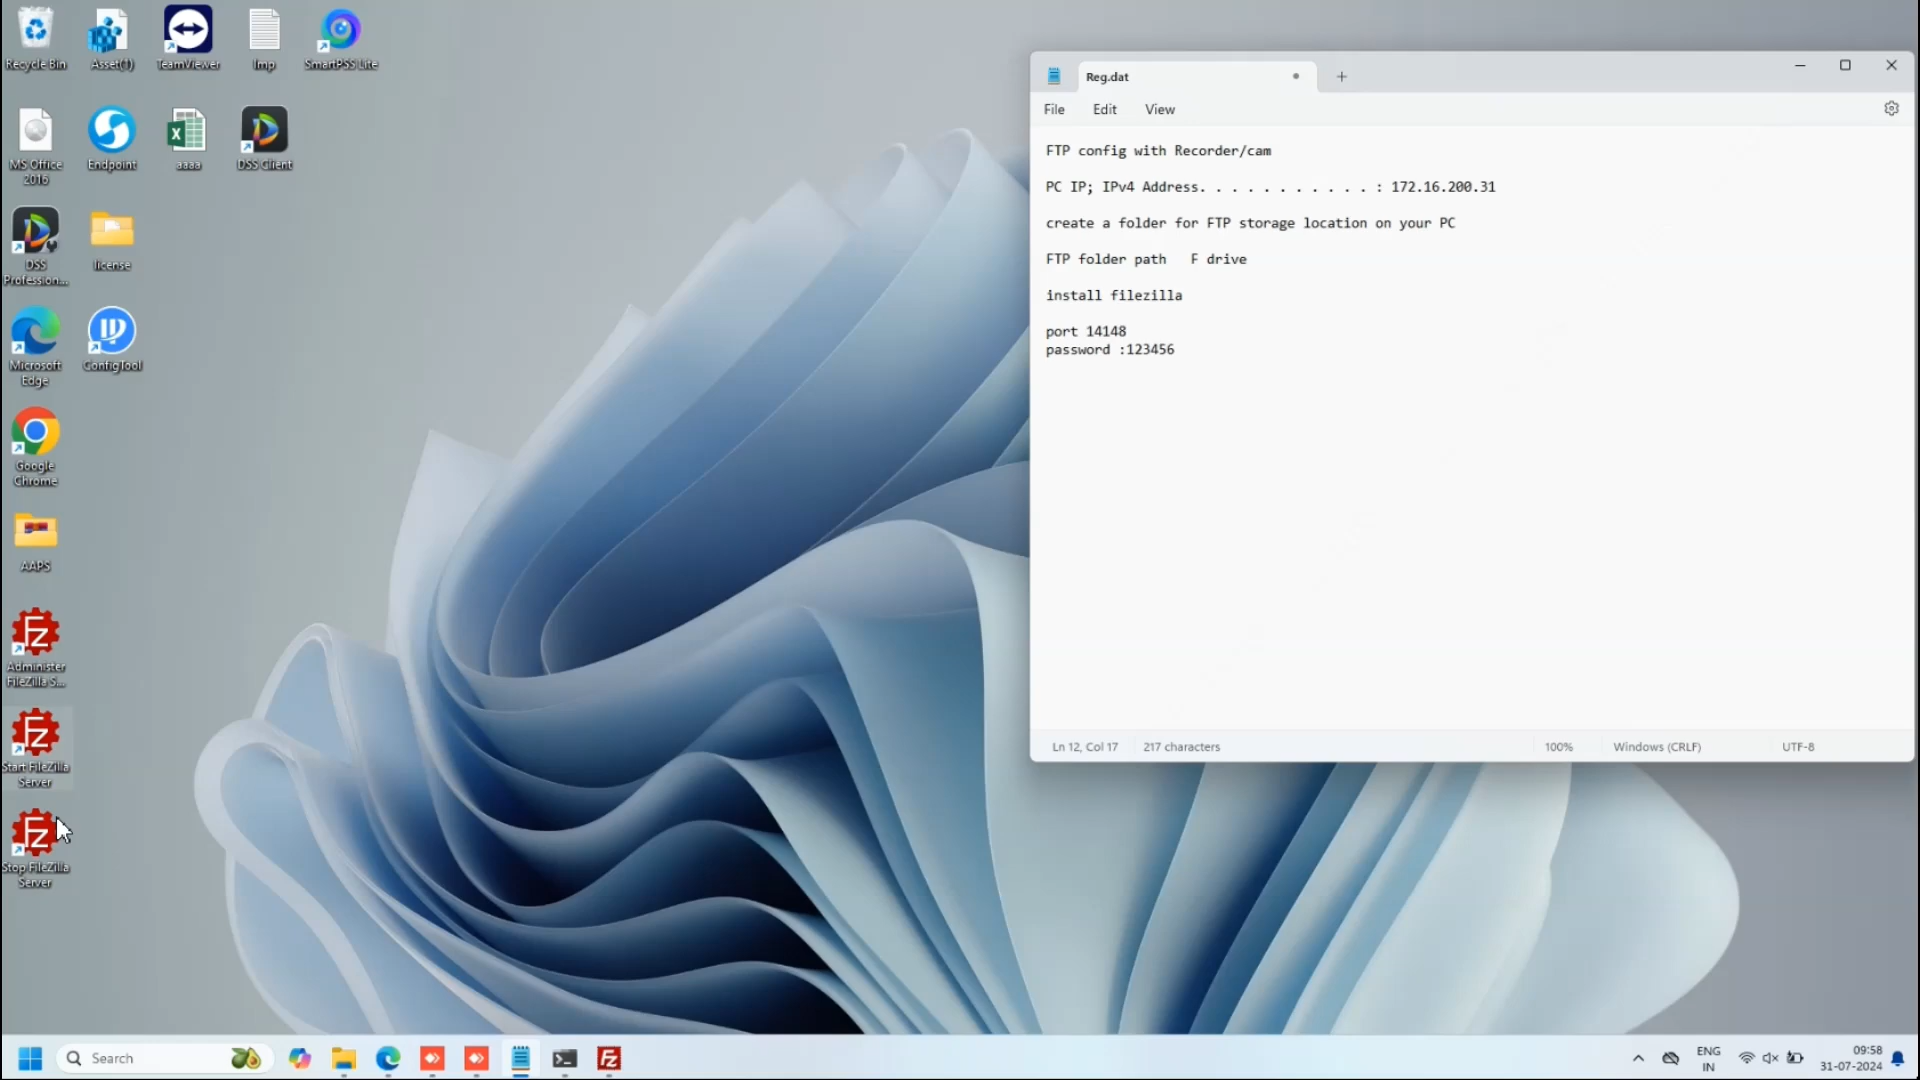 Recycle Bin
Asset(1)
TeamViewer
lmp
SmartPSS Lite
MS Office
2016
Endpoint
aaaa
DSS Client
DSS
Profession...
license
Microsoft
Edge
ConfigTool
Google
Chrome
AAPS
Administer
FileZilla S...
Start FileZilla
Server
Stop FileZilla
Server
Reg.dat
File Edit View
FTP config with Recorder/cam
PC IP; IPv4 Address. . . . . . . . . . . : 172.16.200.31
create a folder for FTP storage location on your PC
FTP folder path   F drive
install filezilla
port 14148
password :123456
Ln 12, Col 17 217 characters 100% Windows (CRLF) UTF-8
Search
ENG
IN
09:58
31-07-2024